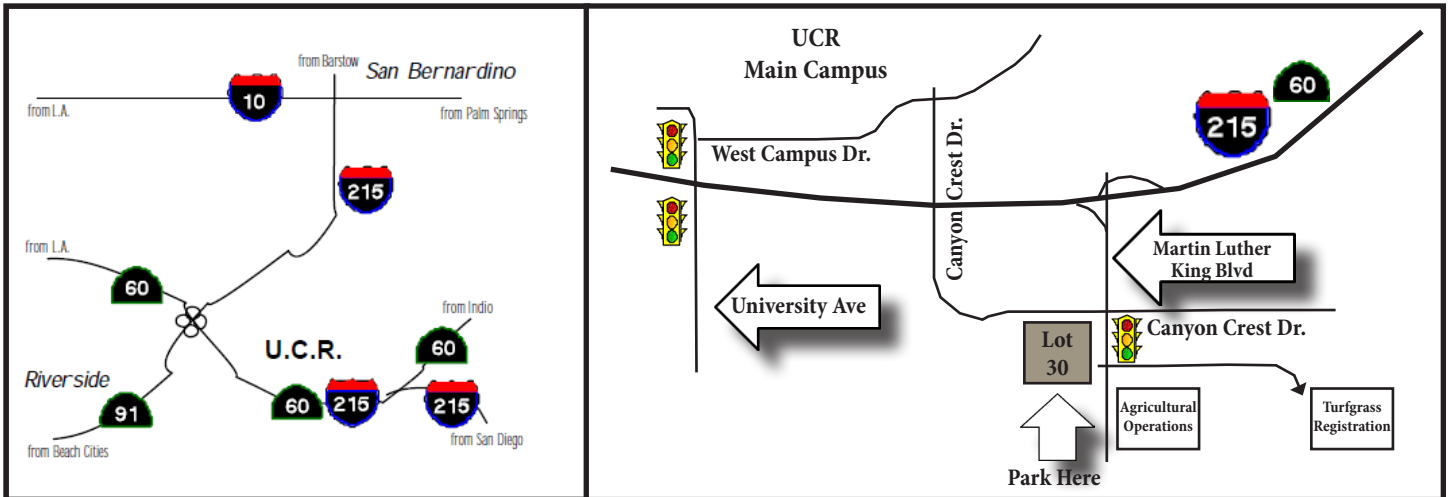 from Barstow
San Bernardino
10
from L.A.
from Palm Springs
215
from L.A.
60
from Indio
U.C.R.
60
Riverside
91
60
215
215
from San Diego
from Beach Cities
UCR
Main Campus
60
215
West Campus Dr.
Canyon Crest Dr.
Martin Luther
King Blvd
University Ave
Canyon Crest Dr.
Lot
30
Agricultural
Operations
Turfgrass
Registration
Park Here